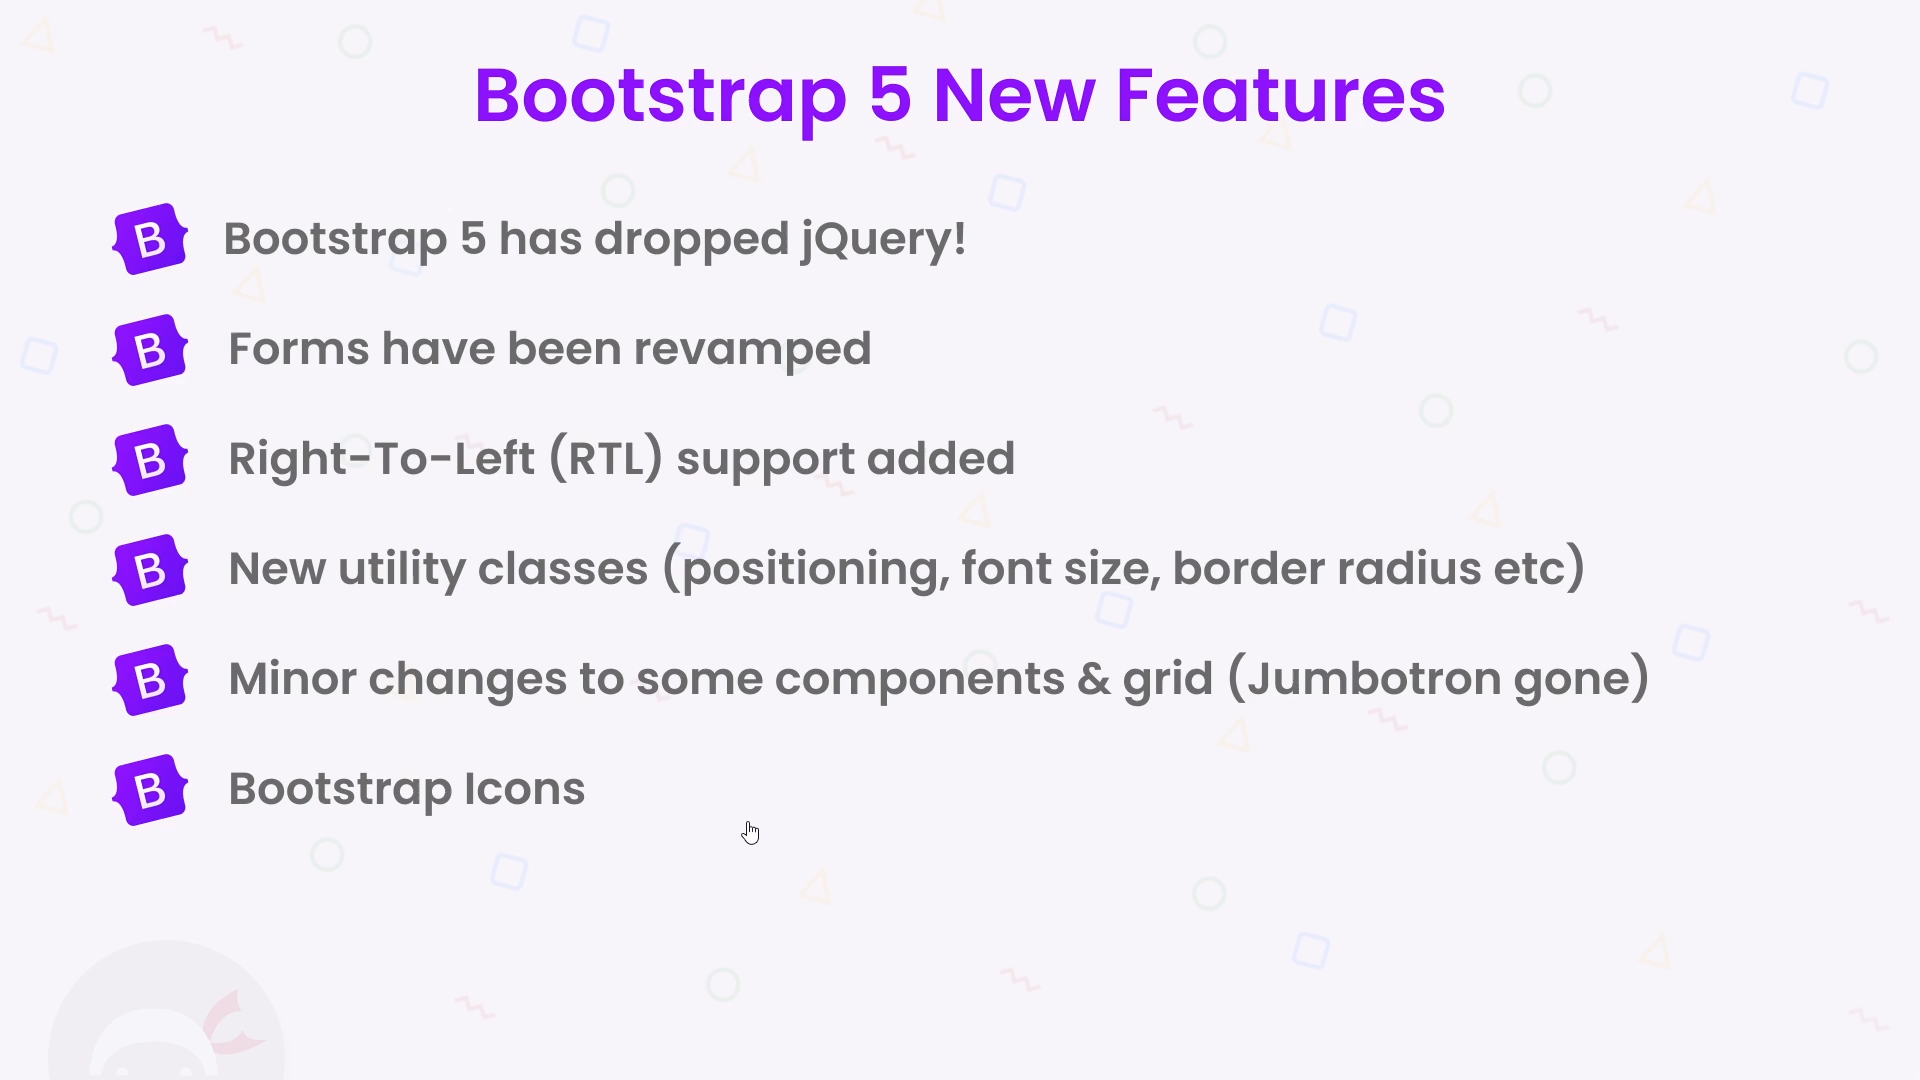 Bootstrap 5 New Features
B Bootstrap 5 has dropped jQuery!
B Forms have been revamped
B Right-To-Left (RTL) support added
B New utility classes (positioning, font size, border radius etc)
B Minor changes to some components & grid (Jumbotron gone)
B Bootstrap Icons